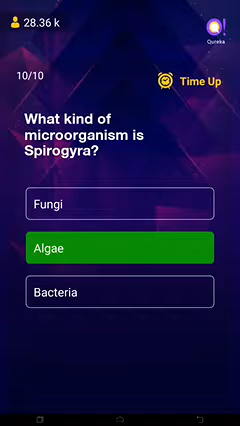 28.36 k
Q!
Qureka
10/10
Time Up
What kind of
microorganism is
Spirogyra?
Fungi
Algae
Bacteria